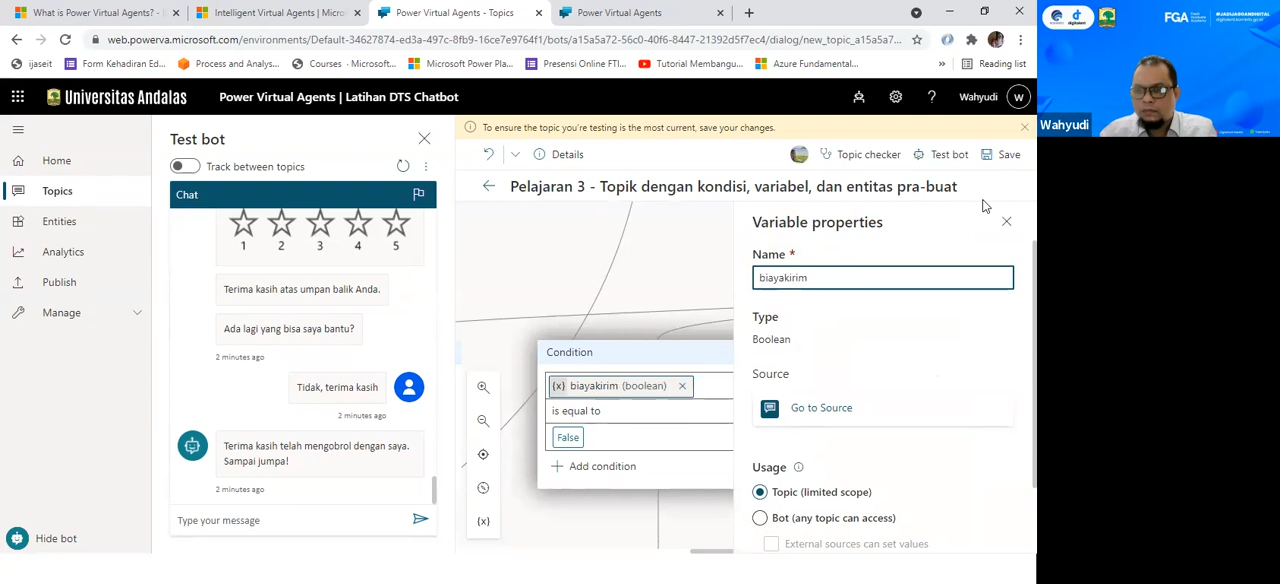 What is Power Virtual Agents? -
Intelligent Virtual Agents | Micro
Power Virtual Agents - Topics
Power Virtual Agents
web.powerva.microsoft.com/environments/Default-34627874-ed3a-497c-8fb9-16ce7e9764f1/bots/a15a5a72-56c0-40f6-8447-21392d5f7ec4/dialog/new_topic_a15a5a7...
ijaseit
Form Kehadiran Ed...
Process and Analys...
Courses - Microsoft...
Microsoft Power Pla...
Presensi Online FTI...
Tutorial Membangu...
Azure Fundamental...
»
Reading list
Universitas Andalas
Power Virtual Agents | Latihan DTS Chatbot
?
Wahyudi
W
Home
Topics
Entities
Analytics
Publish
Manage
Hide bot
Test bot
Track between topics
Chat
1 2 3 4 5
Terima kasih atas umpan balik Anda.
Ada lagi yang bisa saya bantu?
2 minutes ago
Tidak, terima kasih
2 minutes ago
Terima kasih telah mengobrol dengan saya.
Sampai jumpa!
2 minutes ago
Type your message
To ensure the topic you're testing is the most current, save your changes.
Details
Topic checker
Test bot
Save
Pelajaran 3 - Topik dengan kondisi, variabel, dan entitas pra-buat
Condition
{x} biayakirim (boolean)
is equal to
False
Add condition
{x}
Variable properties
Name *
biayakirim
Type
Boolean
Source
Go to Source
Usage
Topic (limited scope)
Bot (any topic can access)
External sources can set values
digitalent
FGA
Wahyudi